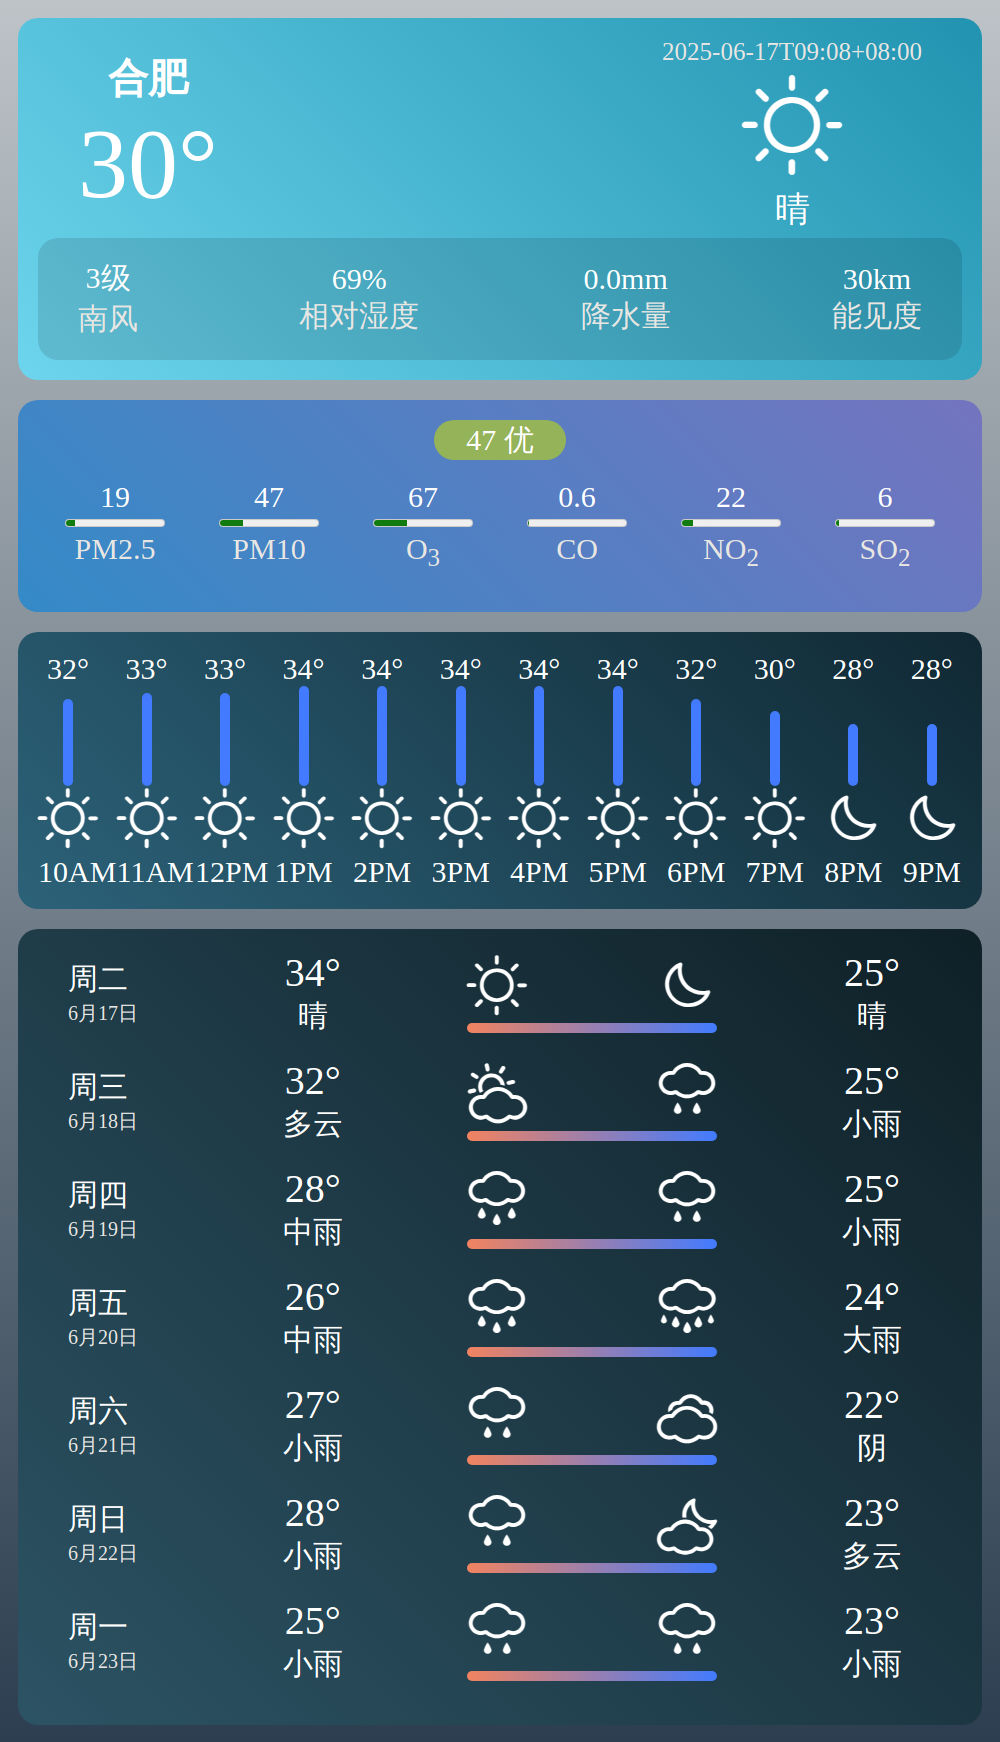 合肥
30°
2025-06-17T09:08+08:00
晴
3级 69% 0.0mm 30km
南风 相对湿度 降水量 能见度
47 优
19 47 67 0.6 22 6
PM2.5 PM10 O3 CO NO2 SO2
32° 33° 33° 34° 34° 34° 34° 34° 32° 30° 28° 28°
10AM 11AM 12PM 1PM 2PM 3PM 4PM 5PM 6PM 7PM 8PM 9PM
周二 34° 25°
6月17日 晴 晴
周三 32° 25°
6月18日 多云 小雨
周四 28° 25°
6月19日 中雨 小雨
周五 26° 24°
6月20日 中雨 大雨
周六 27° 22°
6月21日 小雨 阴
周日 28° 23°
6月22日 小雨 多云
周一 25° 23°
6月23日 小雨 小雨